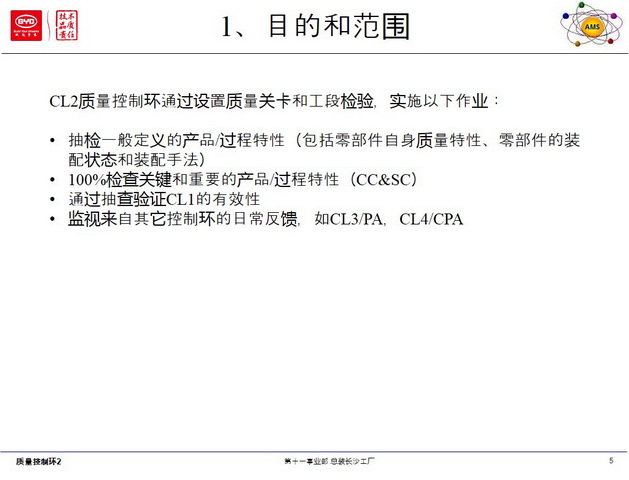 BYD
技术
品质
责信
1、目的和范围
AMS
CL2质量控制环通过设置质量关卡和工段检验，实施以下作业：
• 抽检一般定义的产品/过程特性（包括零部件自身质量特性、零部件的装
配状态和装配手法）
• 100%检查关键和重要的产品/过程特性（CC&SC）
• 通过抽查验证CL1的有效性
• 监视来自其它控制环的日常反馈，如CL3/PA，CL4/CPA
质量控制环2
第十一事业部 总装长沙工厂
5